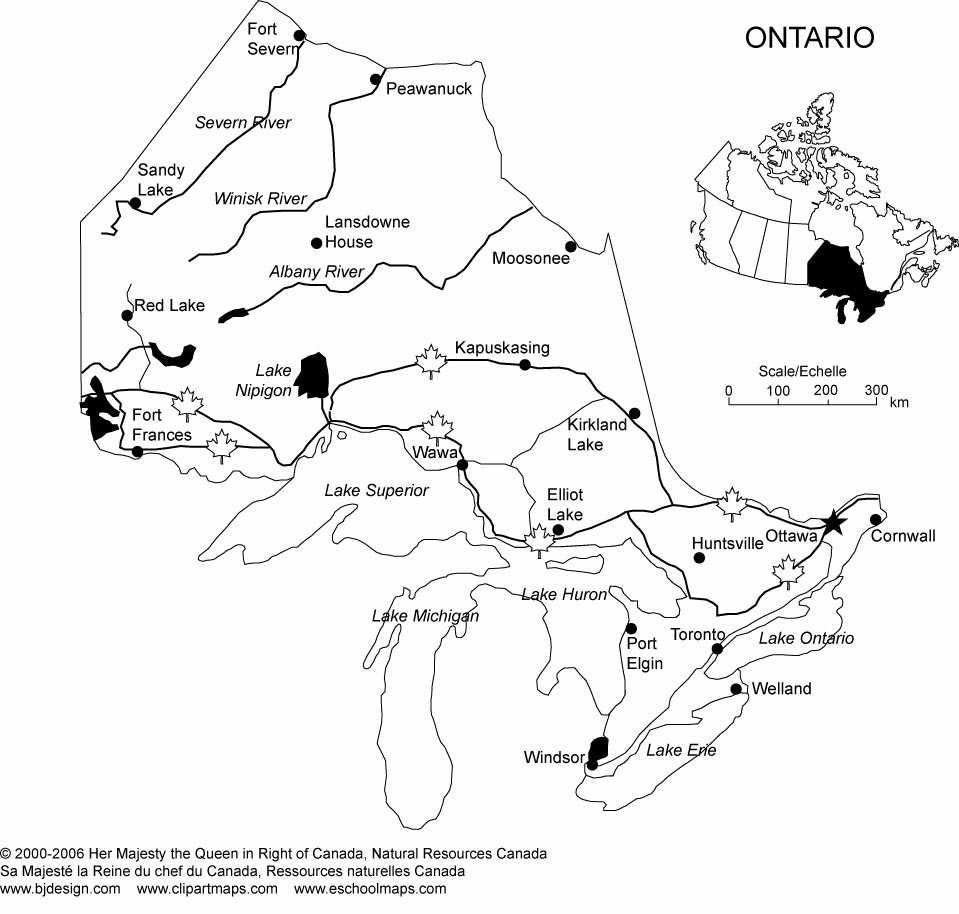 ONTARIO
Fort
Severn
Peawanuck
Severn River
Sandy
Lake
Winisk River
Lansdowne
House
Moosonee
Albany River
Red Lake
Lake
Nipigon
Kapuskasing
Scale/Echelle
0 100 200 300 km
Fort
Frances
Kirkland
Lake
Wawa
Lake Superior
Elliot
Lake
Huntsville
Ottawa
Cornwall
Lake Huron
Lake Michigan
Port
Elgin
Toronto
Lake Ontario
Welland
Windsor
Lake Erie
© 2000-2006 Her Majesty the Queen in Right of Canada, Natural Resources Canada
Sa Majesté la Reine du chef du Canada, Ressources naturelles Canada
www.bjdesign.com www.clipartmaps.com www.eschoolmaps.com